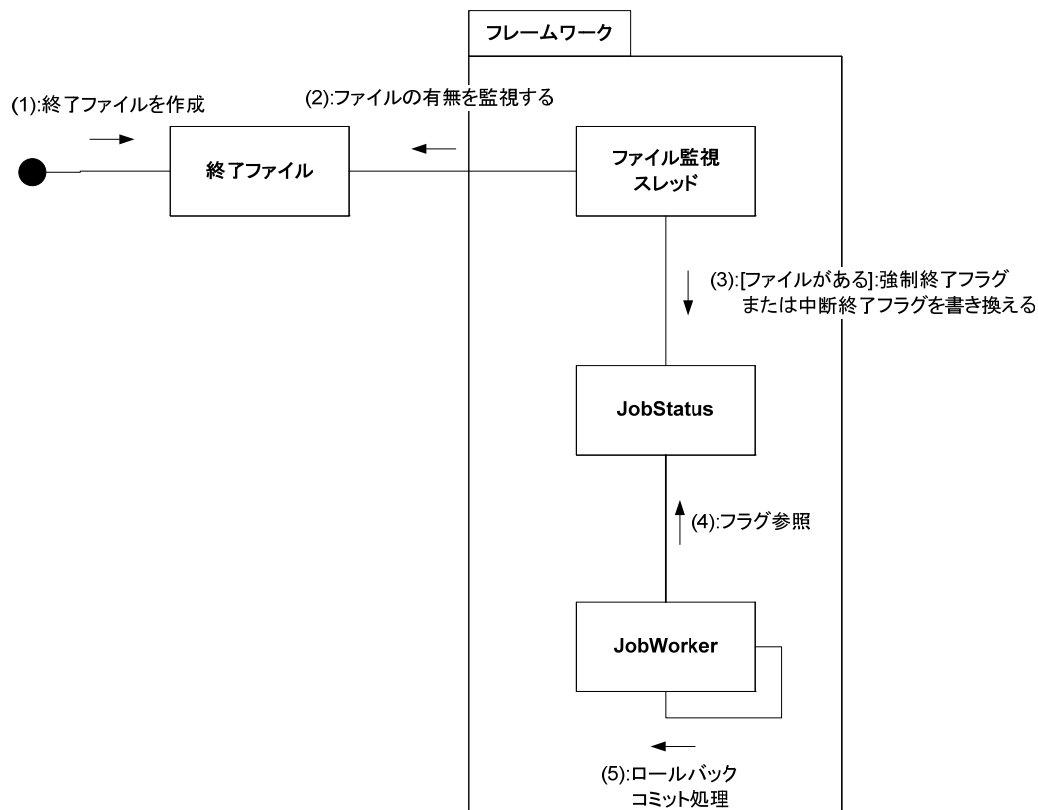 フレームワーク
(1):終了ファイルを作成
(2):ファイルの有無を監視する
終了ファイル
ファイル監視
スレッド
(3):[ファイルがある]:強制終了フラグ
または中断終了フラグを書き換える
JobStatus
(4):フラグ参照
JobWorker
(5):ロールバック
コミット処理